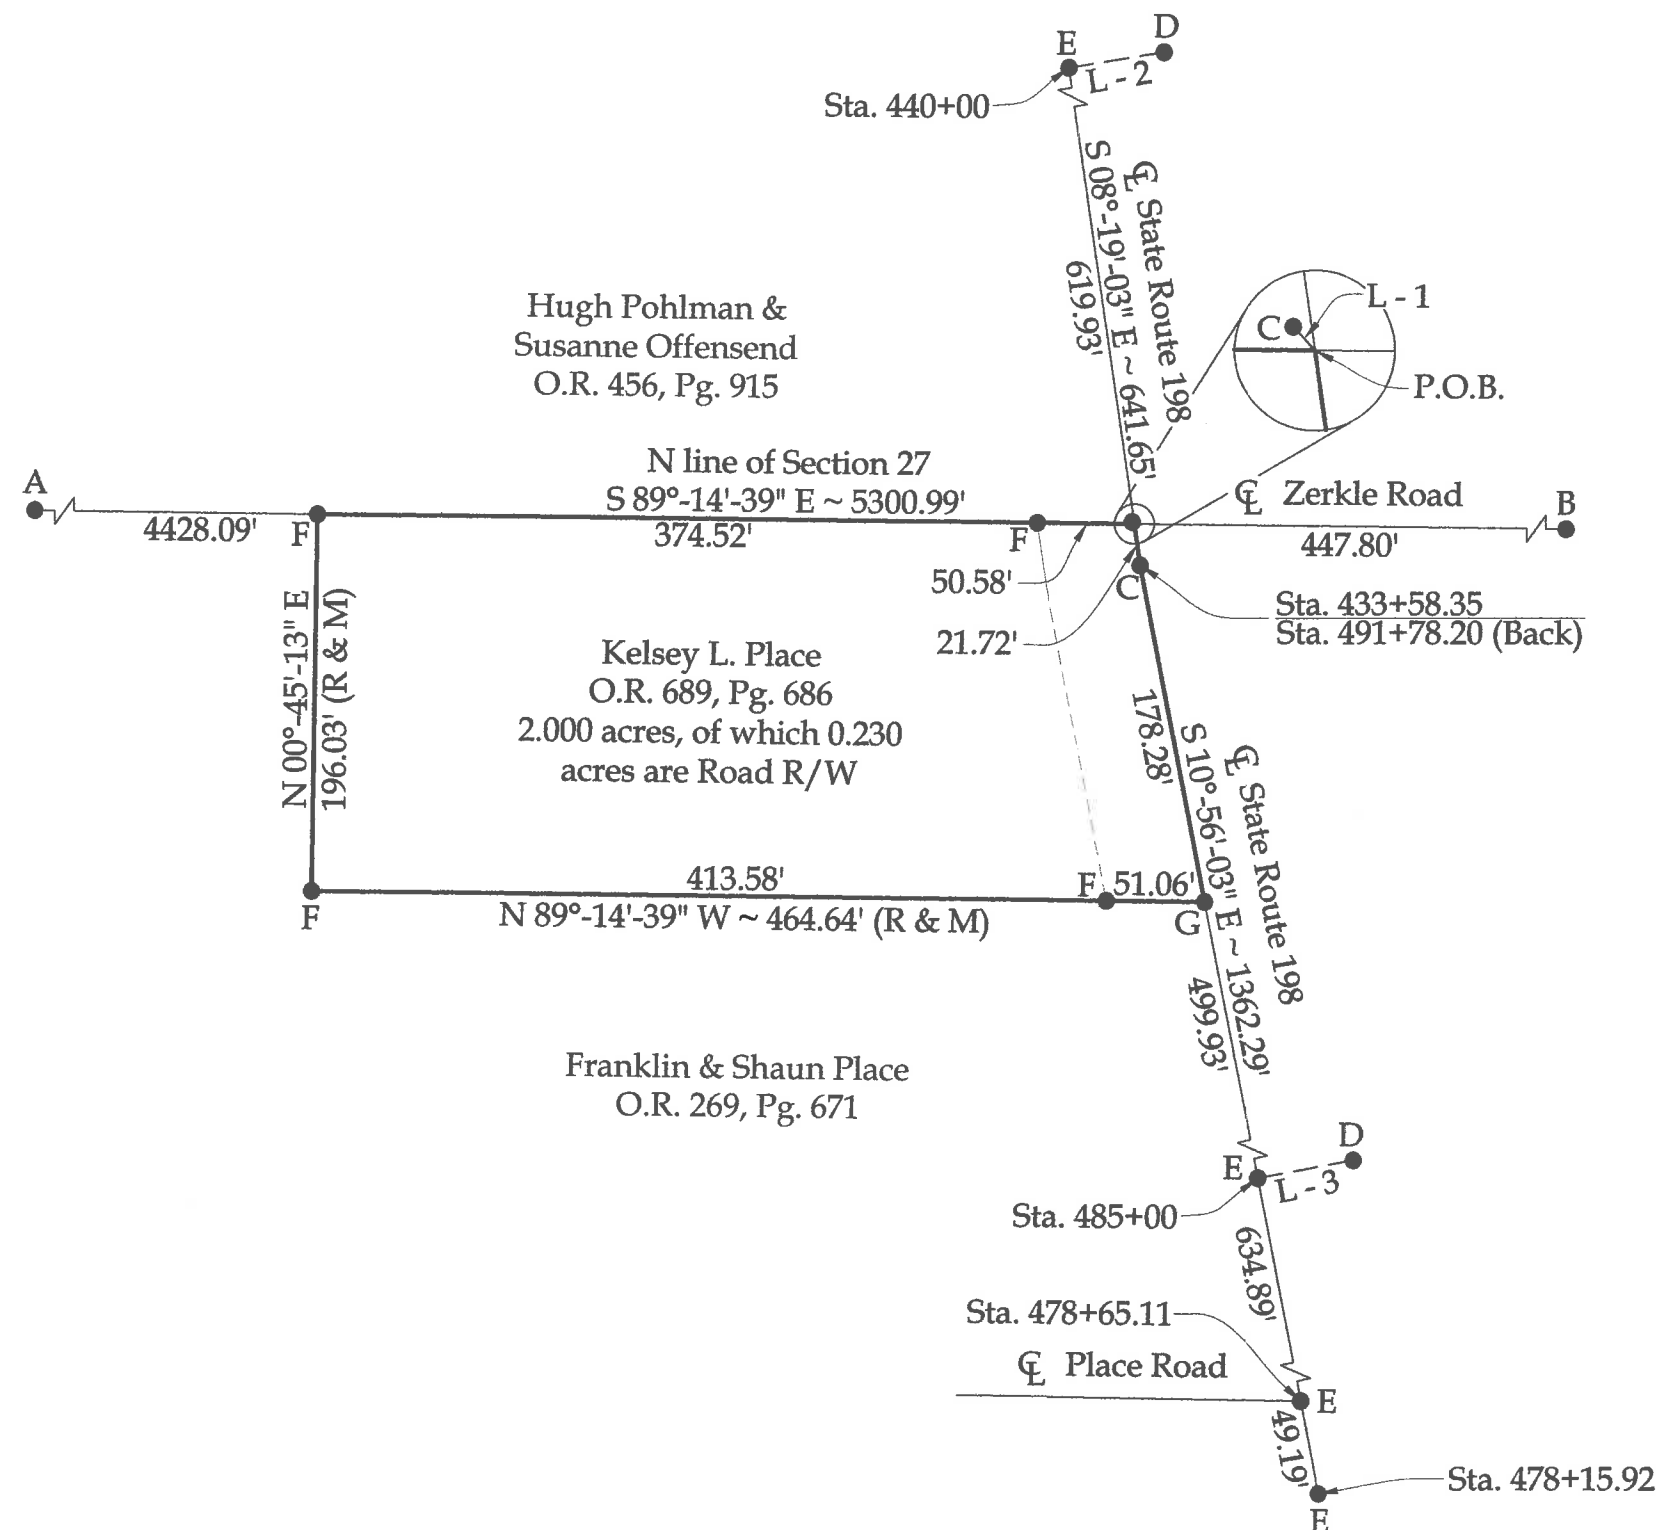 E
D
L - 2
Sta. 440+00
℄ State Route 198
S 08°-19'-03" E ~ 641.65'
619.93'
Hugh Pohlman &
Susanne Offensend
O.R. 456, Pg. 915
L - 1
C
P.O.B.
N line of Section 27
S 89°-14'-39" E ~ 5300.99'
℄ Zerkle Road
A
B
4428.09'
F
374.52'
F
447.80'
50.58'
C
21.72'
Sta. 433+58.35
Sta. 491+78.20 (Back)
N 00°-45'-13" E
196.03' (R & M)
Kelsey L. Place
O.R. 689, Pg. 686
2.000 acres, of which 0.230
acres are Road R/W
178.28'
S 10°-56'-03" E ~ 1362.29'
℄ State Route 198
413.58'
F
51.06'
F
N 89°-14'-39" W ~ 464.64' (R & M)
G
499.93'
Franklin & Shaun Place
O.R. 269, Pg. 671
D
E
L - 3
Sta. 485+00
634.89'
Sta. 478+65.11
℄ Place Road
E
49.19'
Sta. 478+15.92
E